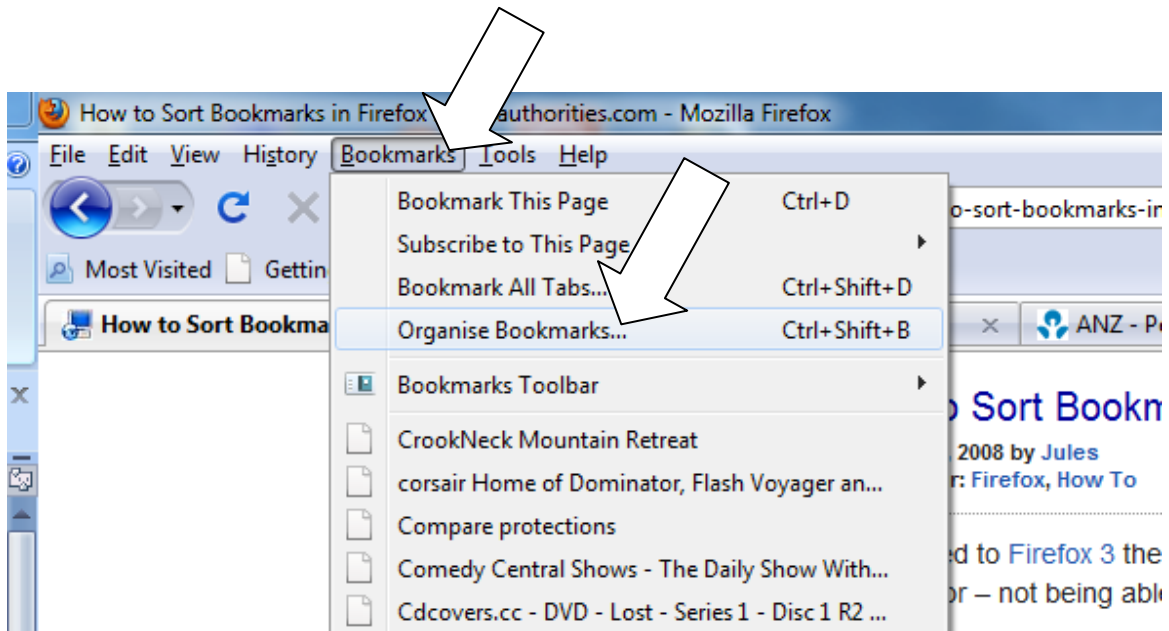 How to Sort Bookmarks in Firefox authorities.com - Mozilla Firefox
File Edit View History Bookmarks Tools Help
Bookmark This Page Ctrl+D
o-sort-bookmarks-in
Subscribe to This Page
Most Visited Gettin
Bookmark All Tabs... Ctrl+Shift+D
How to Sort Bookma
Organise Bookmarks... Ctrl+Shift+B
ANZ - P
Bookmarks Toolbar
Sort Bookm
CrookNeck Mountain Retreat
2008 by Jules
corsair Home of Dominator, Flash Voyager an...
r: Firefox, How To
Compare protections
ed to Firefox 3 the
Comedy Central Shows - The Daily Show With...
or – not being able
Cdcovers.cc - DVD - Lost - Series 1 - Disc 1 R2 ...